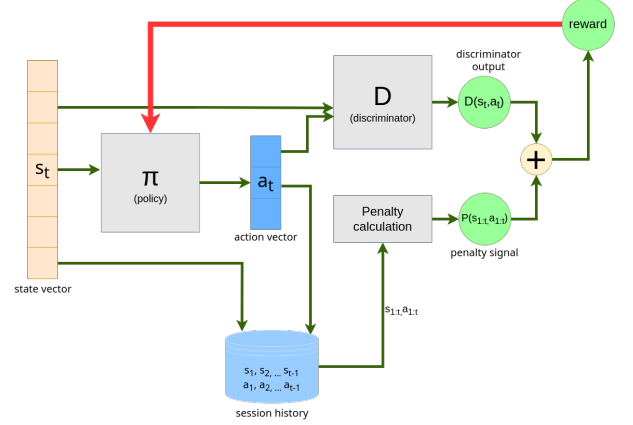 reward
discriminator
output
D
(discriminator)
D(sₜ,aₜ)
sₜ
π
(policy)
aₜ
+
action vector
Penalty
calculation
P(s₁:ₜ,a₁:ₜ)
penalty signal
state vector
s₁:ₜ,a₁:ₜ
s₁, s₂, ... sₜ₋₁
a₁, a₂, ... aₜ₋₁
session history